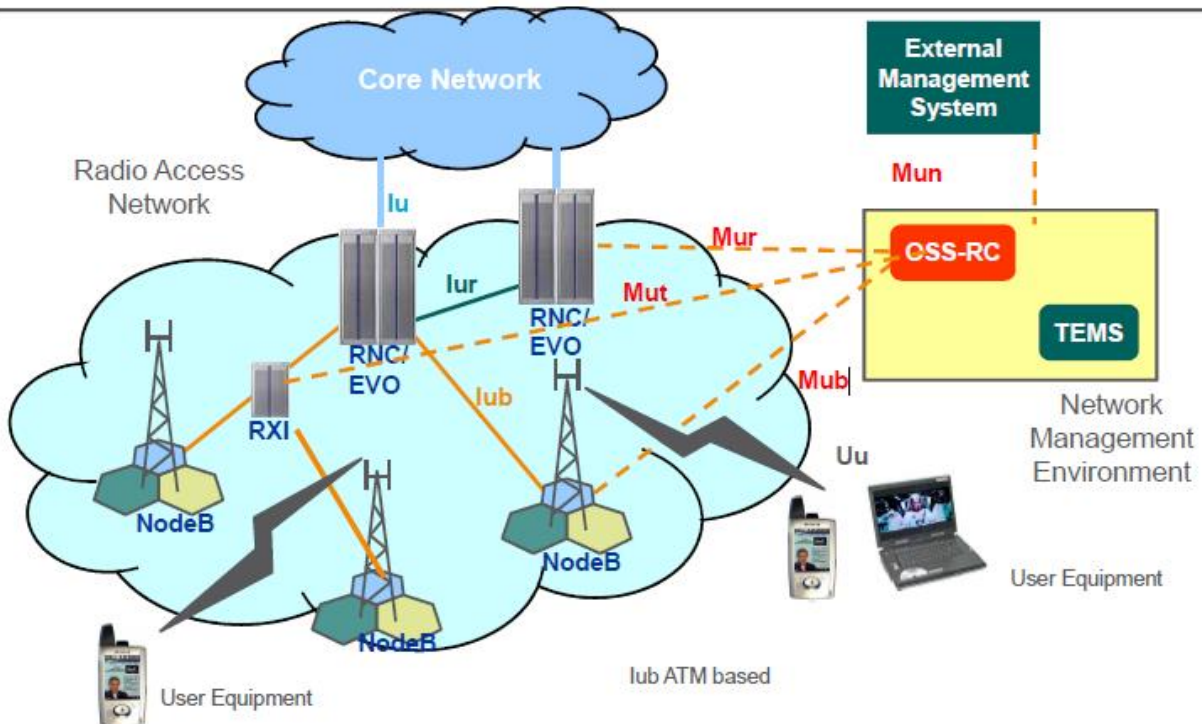 Core Network
External
Management
System
Radio Access
Network
Iu
Mun
Mur
OSS-RC
Iur
Mut
RNC/
EVO
TEMS
RNC/
EVO
Iub
Mub
RXI
Network
Management
Environment
Uu
NodeB
NodeB
User Equipment
NodeB
Iub ATM based
User Equipment